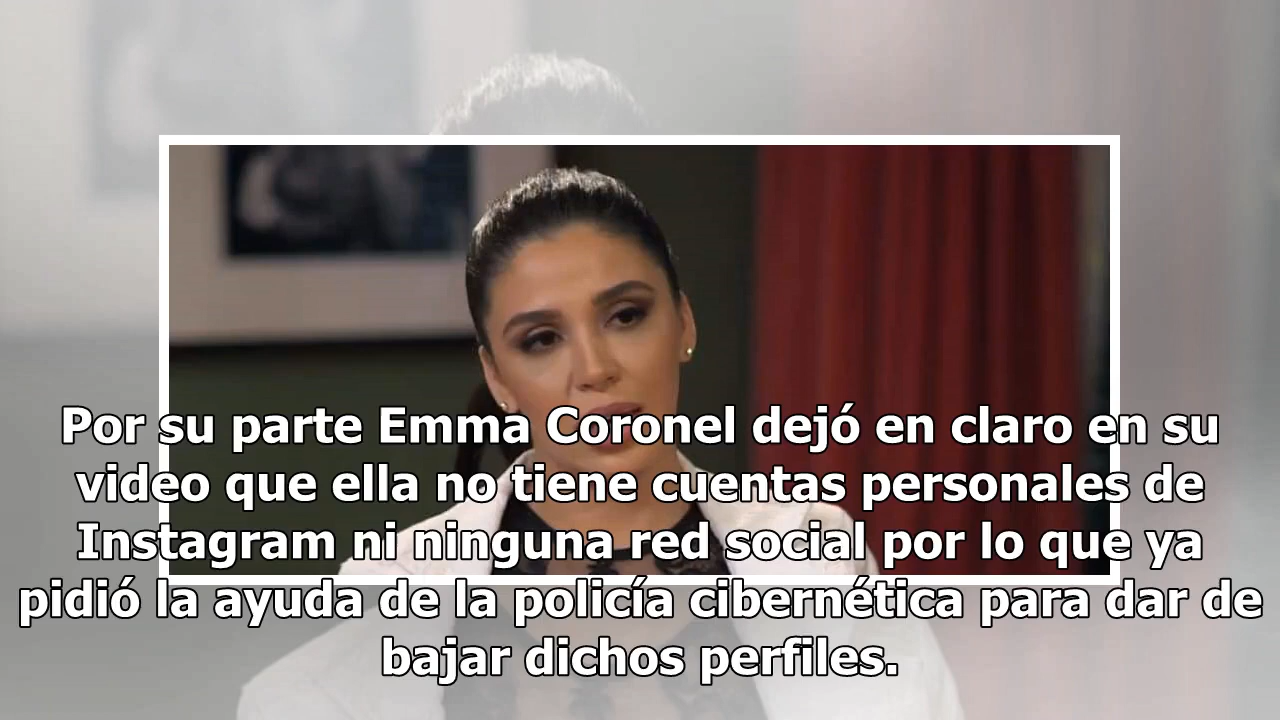 Por su parte Emma Coronel dejó en claro en su
video que ella no tiene cuentas personales de
Instagram ni ninguna red social por lo que ya
pidió la ayuda de la policía cibernética para dar de
bajar dichos perfiles.